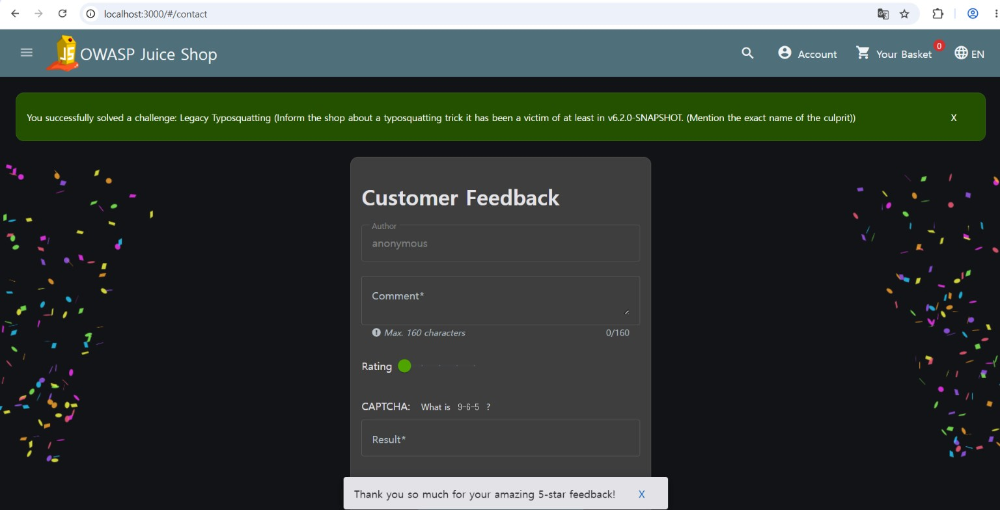 localhost:3000/#/contact
JS OWASP Juice Shop
Account
Your Basket 0
EN
You successfully solved a challenge: Legacy Typosquatting (Inform the shop about a typosquatting trick it has been a victim of at least in v6.2.0-SNAPSHOT. (Mention the exact name of the culprit)) X
Customer Feedback
Author
anonymous
Comment*
Max. 160 characters 0/160
Rating
CAPTCHA: What is 9-6-5 ?
Result*
Thank you so much for your amazing 5-star feedback! X